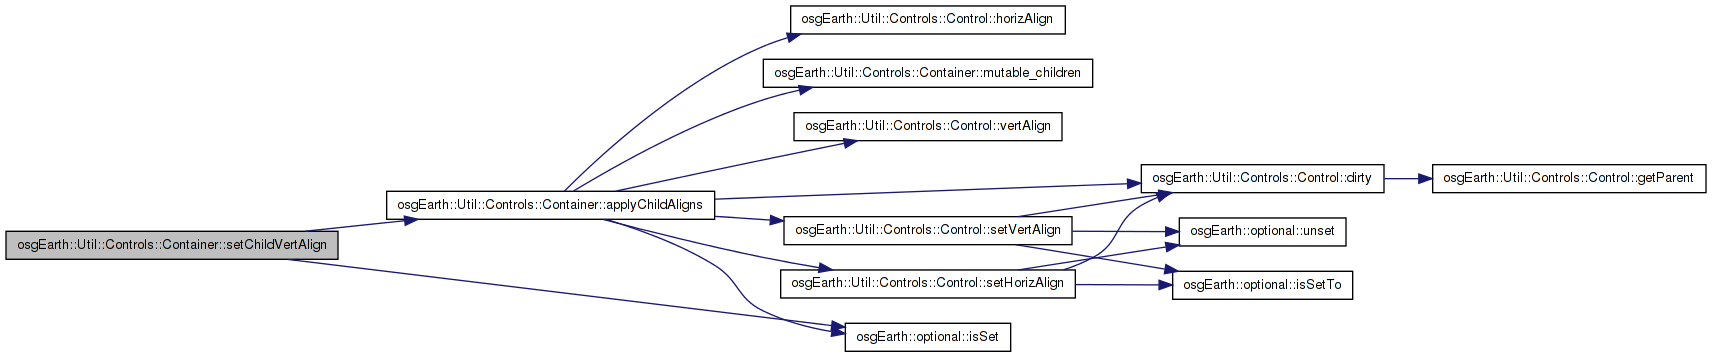 osgEarth::Util::Controls::Control::horizAlign
osgEarth::Util::Controls::Container::mutable_children
osgEarth::Util::Controls::Control::vertAlign
osgEarth::Util::Controls::Control::dirty
osgEarth::Util::Controls::Control::getParent
osgEarth::Util::Controls::Container::applyChildAligns
osgEarth::Util::Controls::Control::setVertAlign
osgEarth::optional::unset
osgEarth::Util::Controls::Container::setChildVertAlign
osgEarth::Util::Controls::Control::setHorizAlign
osgEarth::optional::isSetTo
osgEarth::optional::isSet